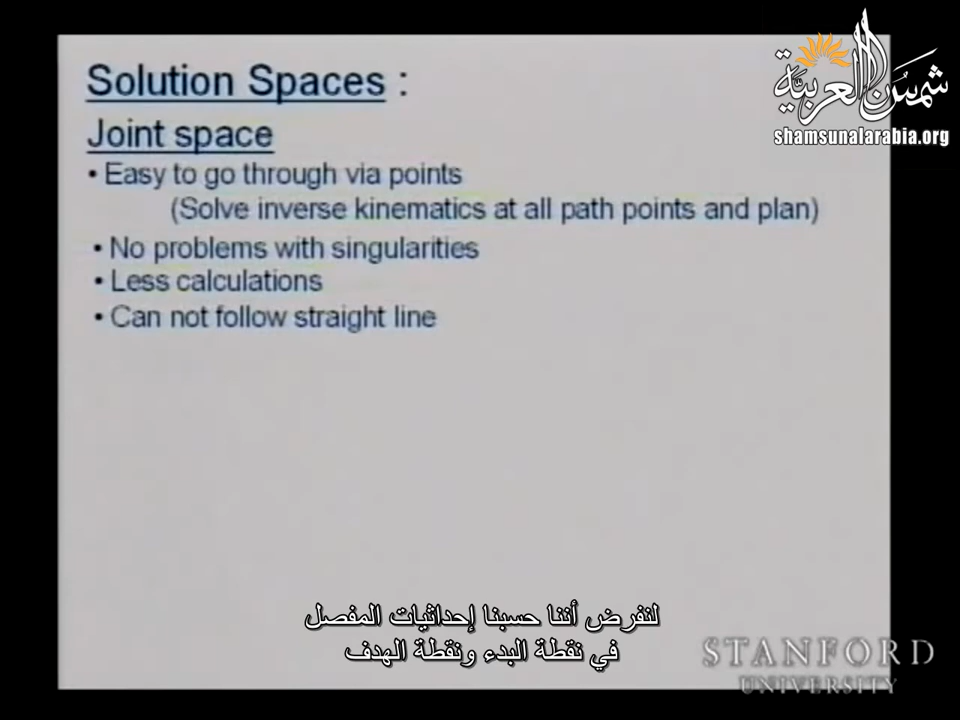 شمس العربية
shamsunalarabia.org
Solution Spaces :
Joint space
• Easy to go through via points
(Solve inverse kinematics at all path points and plan)
• No problems with singularities
• Less calculations
• Can not follow straight line
لنفرض أننا حسبنا إحداثيات المفصل
في نقطة البدء ونقطة الهدف
STANFORD
UNIVERSITY